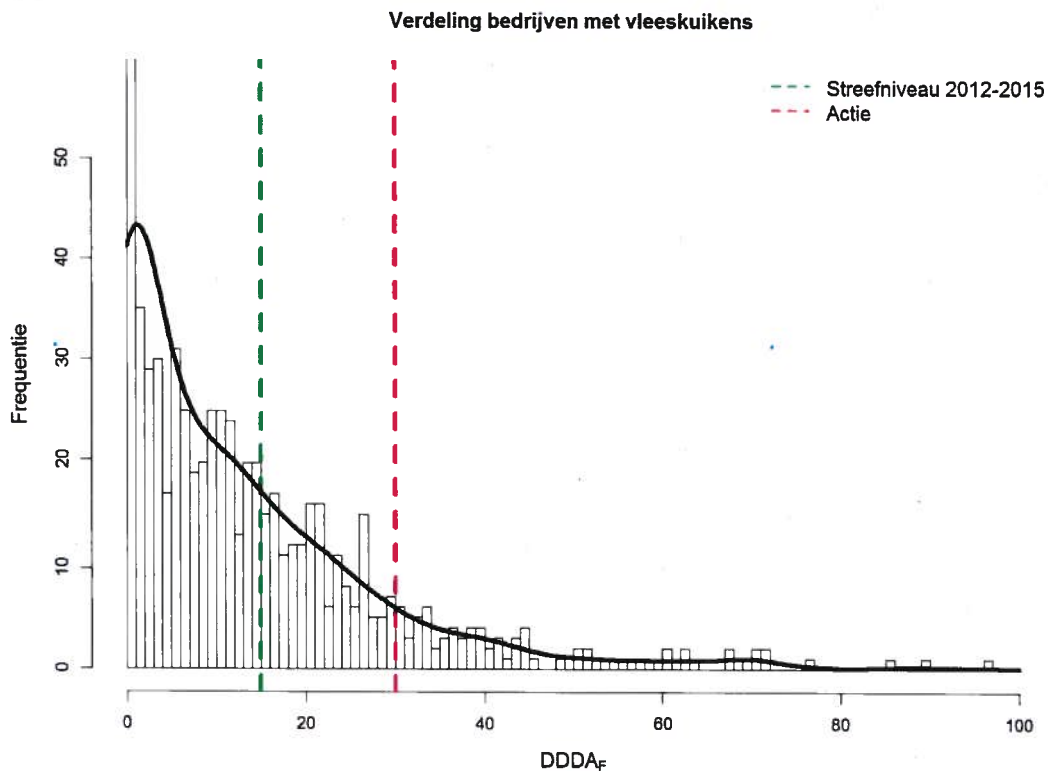 Verdeling bedrijven met vleeskuikens
Streefniveau 2012-2015
Actie
50
40
30
20
10
0
Frequentie
0 20 40 60 80 100
DDDA_F